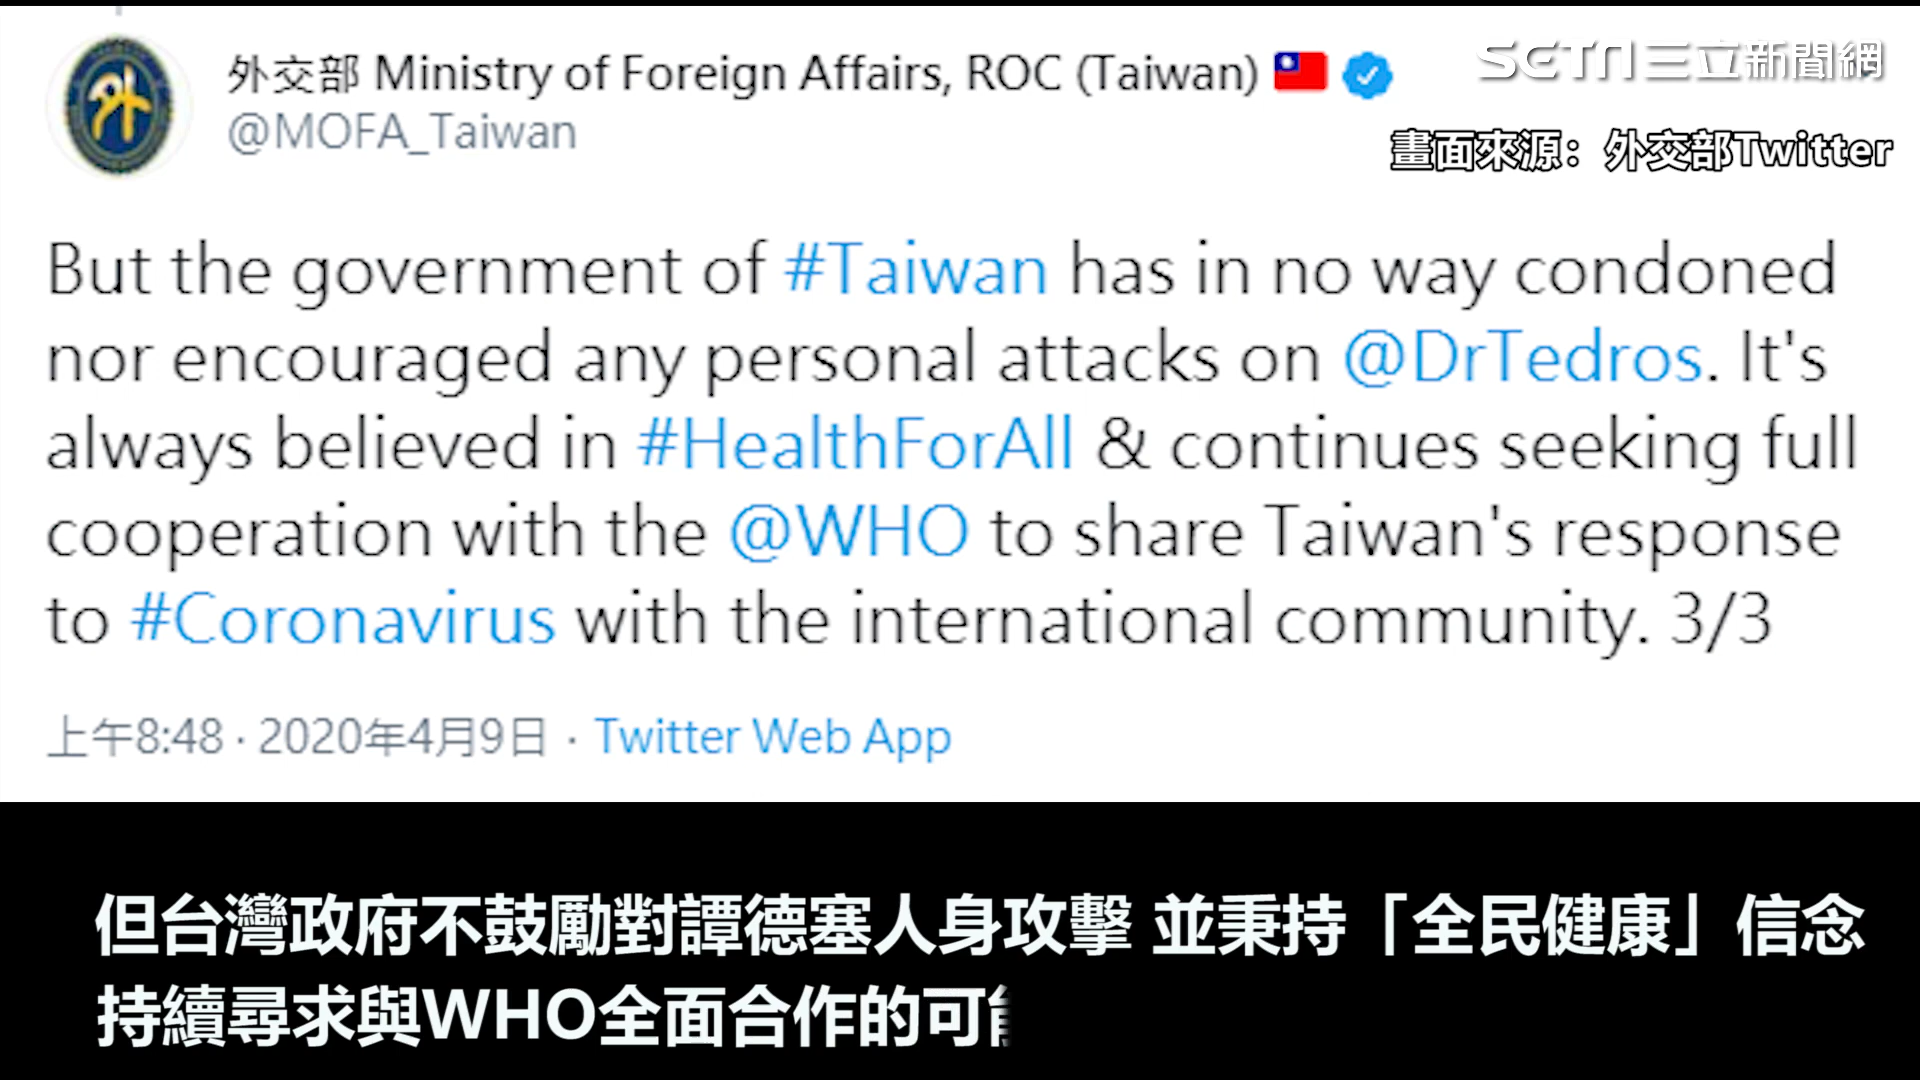 外交部 Ministry of Foreign Affairs, ROC (Taiwan)
@MOFA_Taiwan
SETN三立新聞網
畫面來源：外交部Twitter
But the government of #Taiwan has in no way condoned
nor encouraged any personal attacks on @DrTedros. It's
always believed in #HealthForAll & continues seeking full
cooperation with the @WHO to share Taiwan's response
to #Coronavirus with the international community. 3/3
上午8:48 · 2020年4月9日 · Twitter Web App
但台灣政府不鼓勵對譚德塞人身攻擊 並秉持「全民健康」信念
持續尋求與WHO全面合作的可